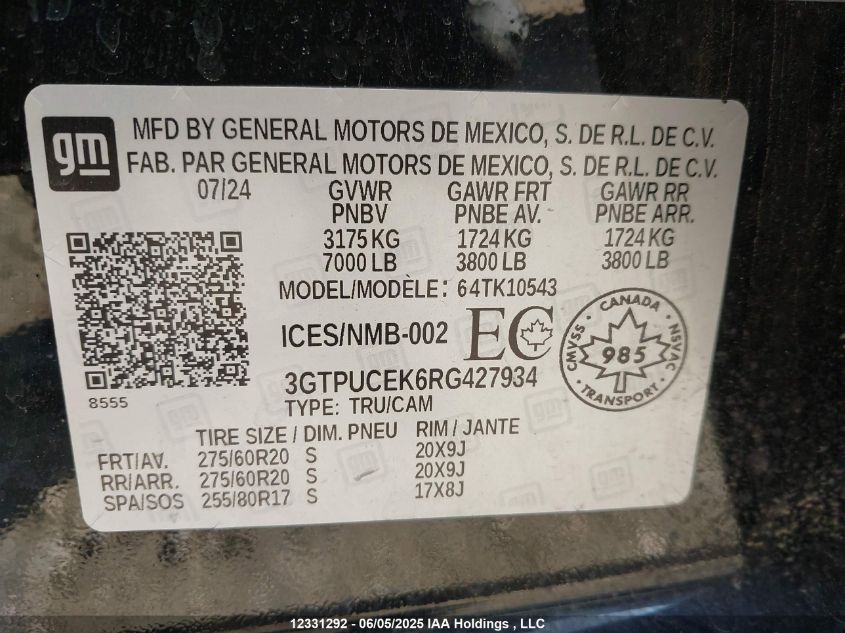 gm
MFD BY GENERAL MOTORS DE MEXICO, S. DE R.L. DE C.V.
FAB. PAR GENERAL MOTORS DE MEXICO, S. DE R.L. DE C.V.
07/24 GVWR GAWR FRT GAWR RR
PNBV PNBE AV. PNBE ARR.
3175 KG 1724 KG 1724 KG
7000 LB 3800 LB 3800 LB
MODEL/MODÈLE: 64TK10543
ICES/NMB-002 EC
CANADA
CMVSS 985 NSVAC
TRANSPORT
3GTPUCEK6RG427934
8555 TYPE: TRU/CAM
TIRE SIZE / DIM. PNEU RIM / JANTE
FRT/AV. 275/60R20 S 20X9J
RR/ARR. 275/60R20 S 20X9J
SPA/SOS 255/80R17 S 17X8J
12331292 - 06/05/2025 IAA Holdings , LLC